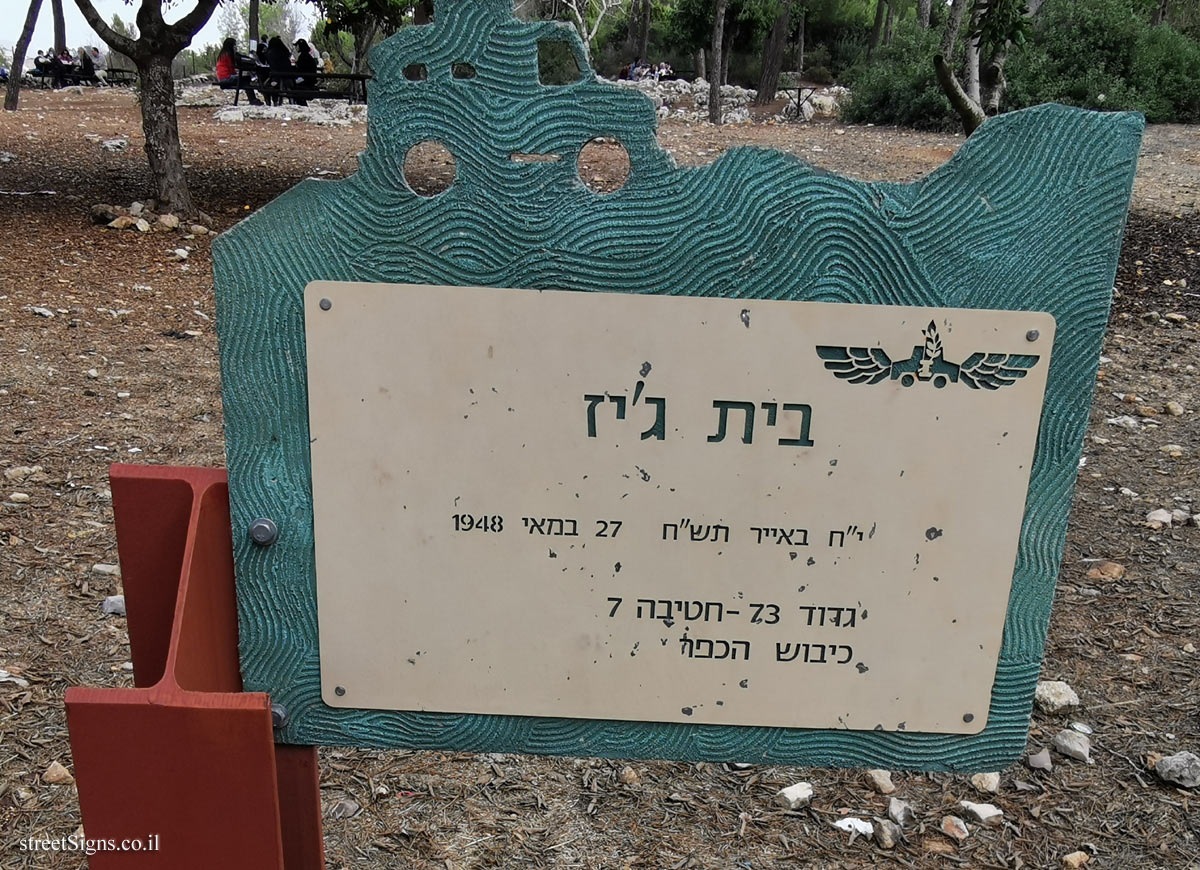 בית ג'יז
י"ח באייר תש"ח 27 במאי 1948
גדוד 73 - חטיבה 7
כיבוש הכפר
streetSigns.co.il